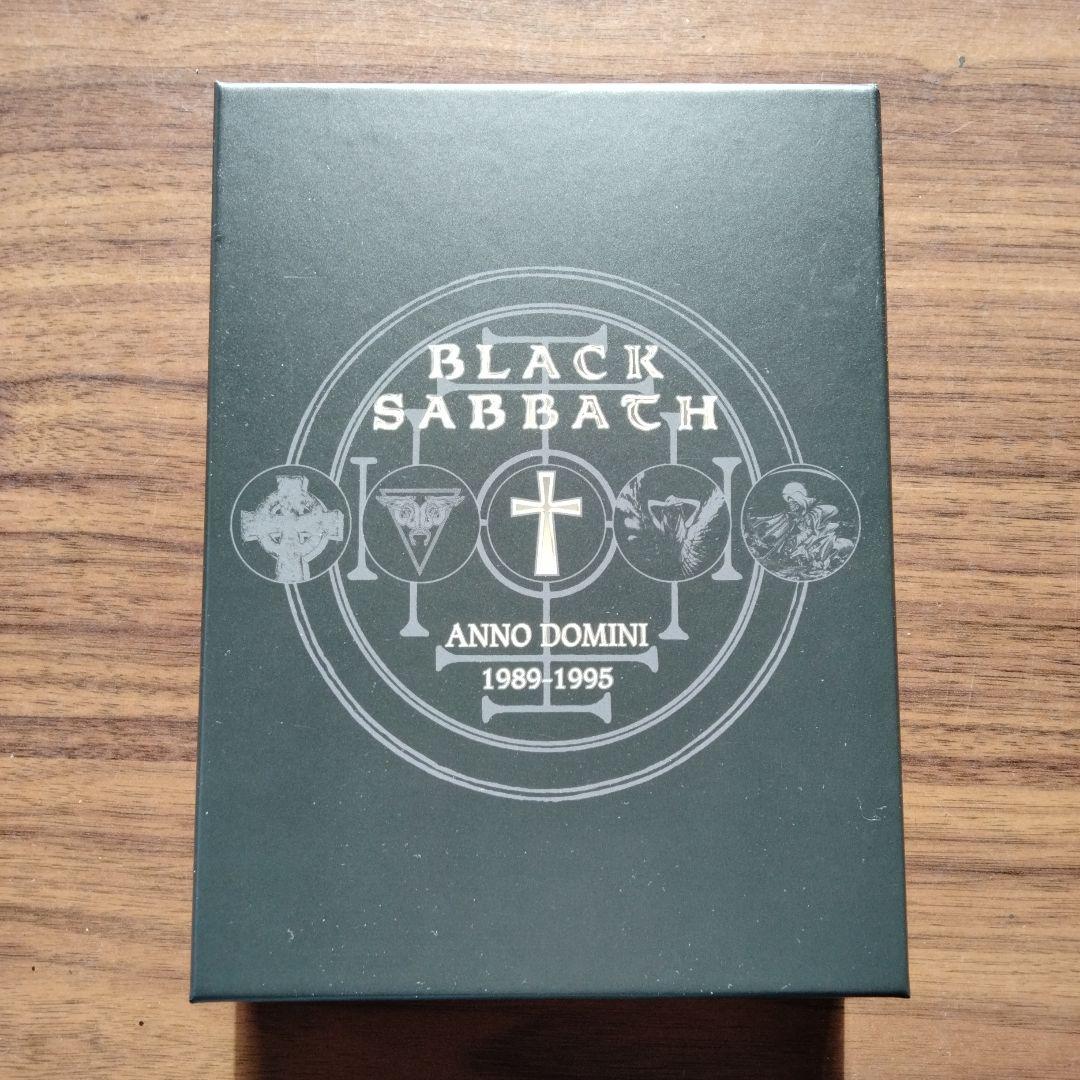 BLACK
SABBATH
ANNO DOMINI
1989-1995